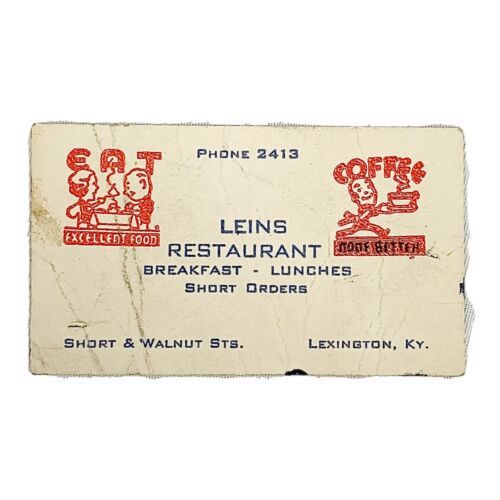 EAT
EXCELLENT FOOD
PHONE 2413
COFFEE
NONE BETTER
LEINS
RESTAURANT
BREAKFAST - LUNCHES
SHORT ORDERS
SHORT & WALNUT STS.
LEXINGTON, KY.